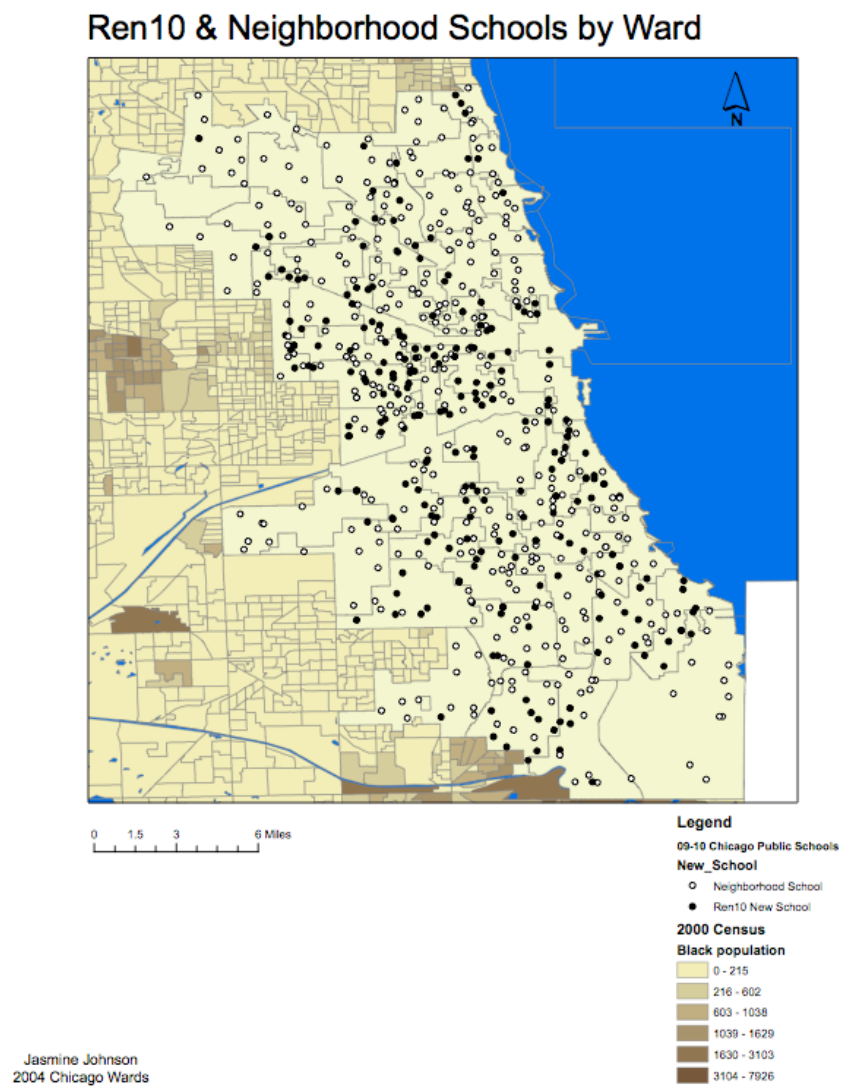 Ren10 & Neighborhood Schools by Ward
N
0 1.5 3 6 Miles
Legend
09-10 Chicago Public Schools
New_School
Neighborhood School
Ren10 New School
2000 Census
Black population
0 - 215
216 - 602
603 - 1038
1039 - 1629
1630 - 3103
3104 - 7926
Jasmine Johnson
2004 Chicago Wards